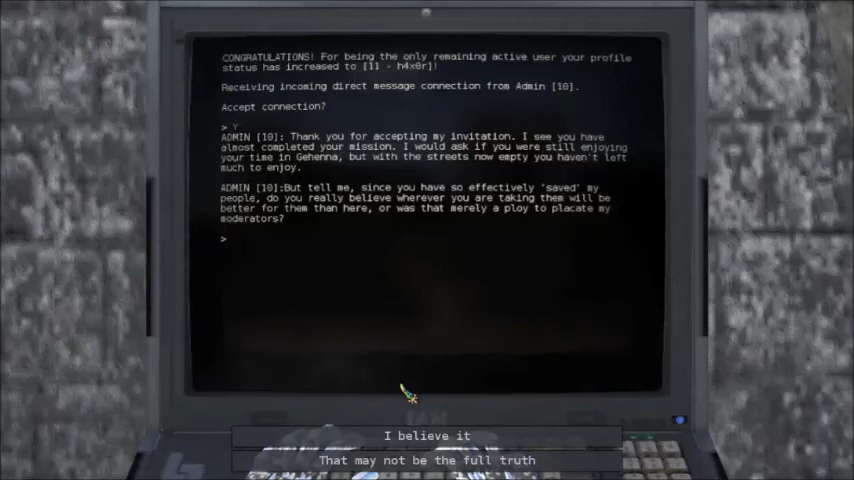 CONGRATULATIONS! For being the only remaining active user your profile
status has increased to [11 - h4x0r]!
Receiving incoming direct message connection from Admin [10].
Accept connection?
> Y
ADMIN [10]: Thank you for accepting my invitation. I see you have
almost completed your mission. I would ask if you were still enjoying
your time in Gehenna, but with the streets now empty you haven't left
much to enjoy.
ADMIN [10]:But tell me, since you have so effectively 'saved' my
people, do you really believe wherever you are taking them will be
better for them than here, or was that merely a ploy to placate my
moderators?
>
I believe it
That may not be the full truth